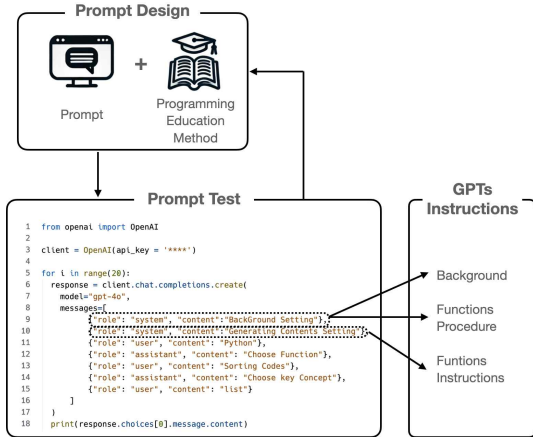 Prompt Design
+
Prompt
Programming
Education
Method
Prompt Test
1 from openai import OpenAI
2
3 client = OpenAI(api_key = '****')
4
5 for i in range(20):
6 response = client.chat.completions.create(
7 model="gpt-4o",
8 messages=[
9 {"role": "system", "content":"BackGround Setting"},
10 {"role": "system", "content":"Generating Contents Setting"},
11 {"role": "user", "content": "Python"},
12 {"role": "assistant", "content": "Choose Function"},
13 {"role": "user", "content": "Sorting Codes"},
14 {"role": "assistant", "content": "Choose key Concept"},
15 {"role": "user", "content": "list"}
16 ]
17 )
18 print(response.choices[0].message.content)
GPTs
Instructions
Background
Functions
Procedure
Funtions
Instructions